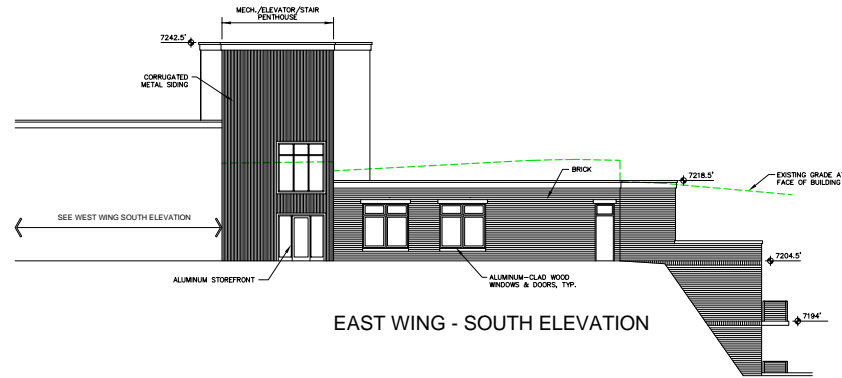 MECH./ELEVATOR/STAIR
PENTHOUSE
7242.5'
CORRUGATED
METAL SIDING
BRICK
7218.5'
EXISTING GRADE A
FACE OF BUILDING
SEE WEST WING SOUTH ELEVATION
7204.5'
ALUMINUM STOREFRONT
ALUMINUM-CLAD WOOD
WINDOWS & DOORS, TYP.
7194'
EAST WING - SOUTH ELEVATION